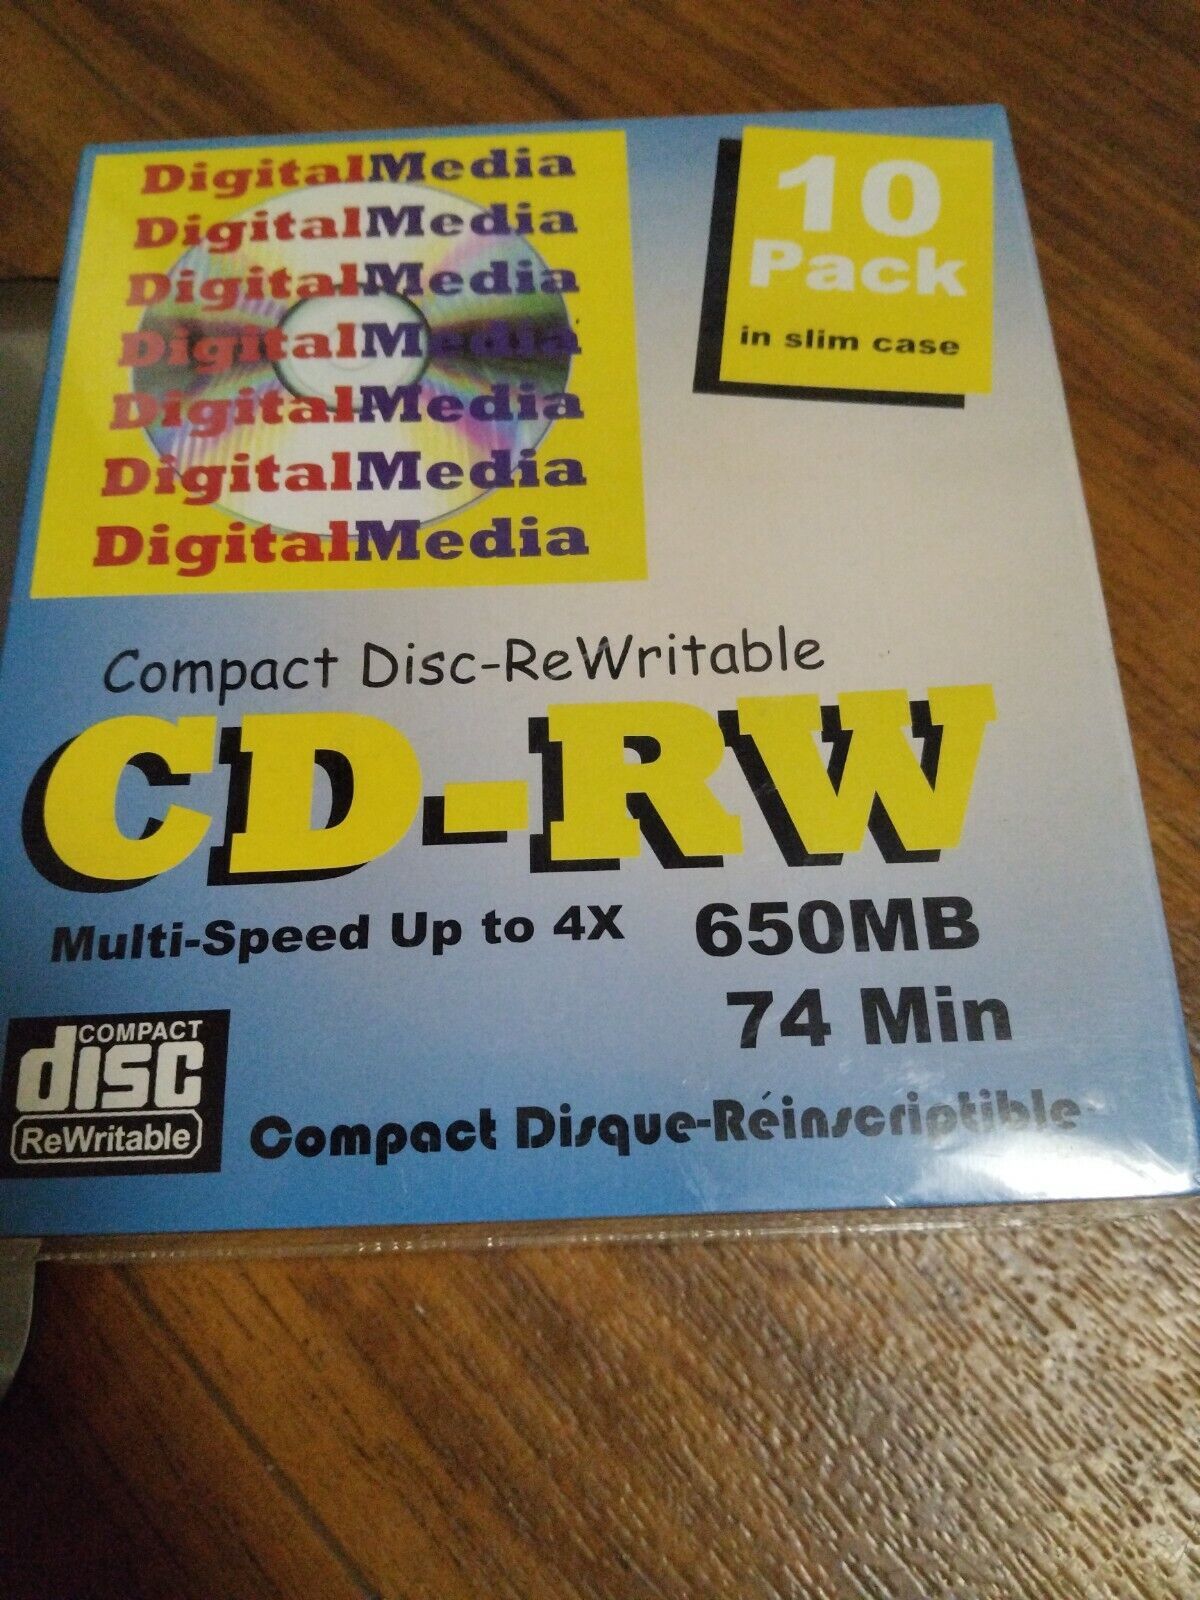 DigitalMedia
DigitalMedia
DigitalMedia
DigitalMedia
DigitalMedia
DigitalMedia
DigitalMedia
10
Pack
in slim case
Compact Disc-ReWritable
CD-RW
Multi-Speed Up to 4X
650MB
74 Min
COMPACT
disc
ReWritable
Compact Disque-Réinscriptible